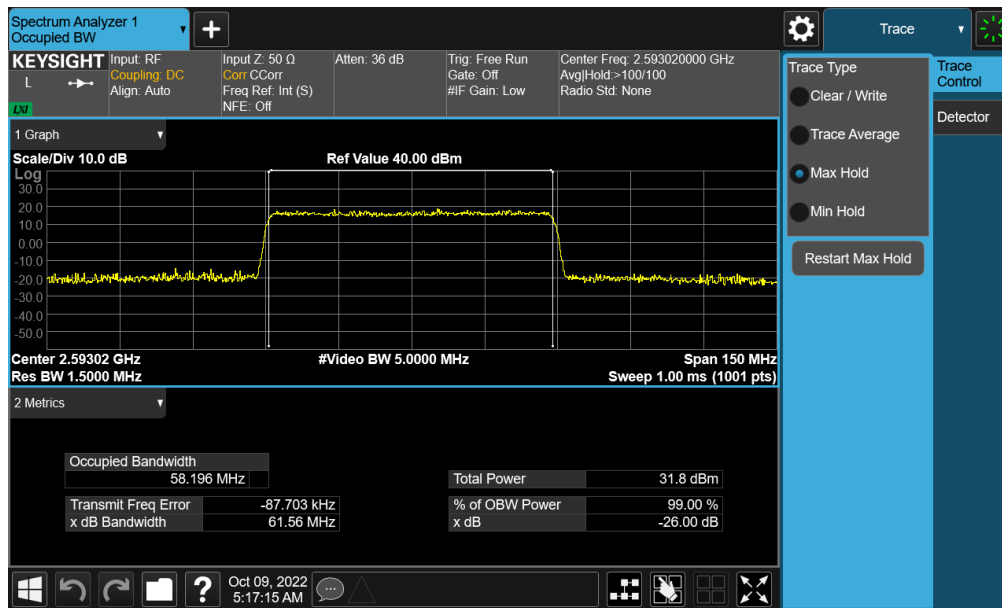 Spectrum Analyzer 1
Occupied BW
+
Trace
KEYSIGHT
L
LXI
Input: RF
Coupling: DC
Align: Auto
Input Z: 50 Ω
Corr CCorr
Freq Ref: Int (S)
NFE: Off
Atten: 36 dB
Trig: Free Run
Gate: Off
#IF Gain: Low
Center Freq: 2.593020000 GHz
Avg|Hold:>100/100
Radio Std: None
1 Graph
Scale/Div 10.0 dB
Ref Value 40.00 dBm
Log
30.0
20.0
10.0
0.00
-10.0
-20.0
-30.0
-40.0
-50.0
Center 2.59302 GHz
#Video BW 5.0000 MHz
Span 150 MHz
Res BW 1.5000 MHz
Sweep 1.00 ms (1001 pts)
2 Metrics
Occupied Bandwidth
58.196 MHz
Total Power 31.8 dBm
Transmit Freq Error -87.703 kHz
% of OBW Power 99.00 %
x dB Bandwidth 61.56 MHz
x dB -26.00 dB
Trace Type
Clear / Write
Trace Average
Max Hold
Min Hold
Restart Max Hold
Trace
Control
Detector
?
Oct 09, 2022
5:17:15 AM